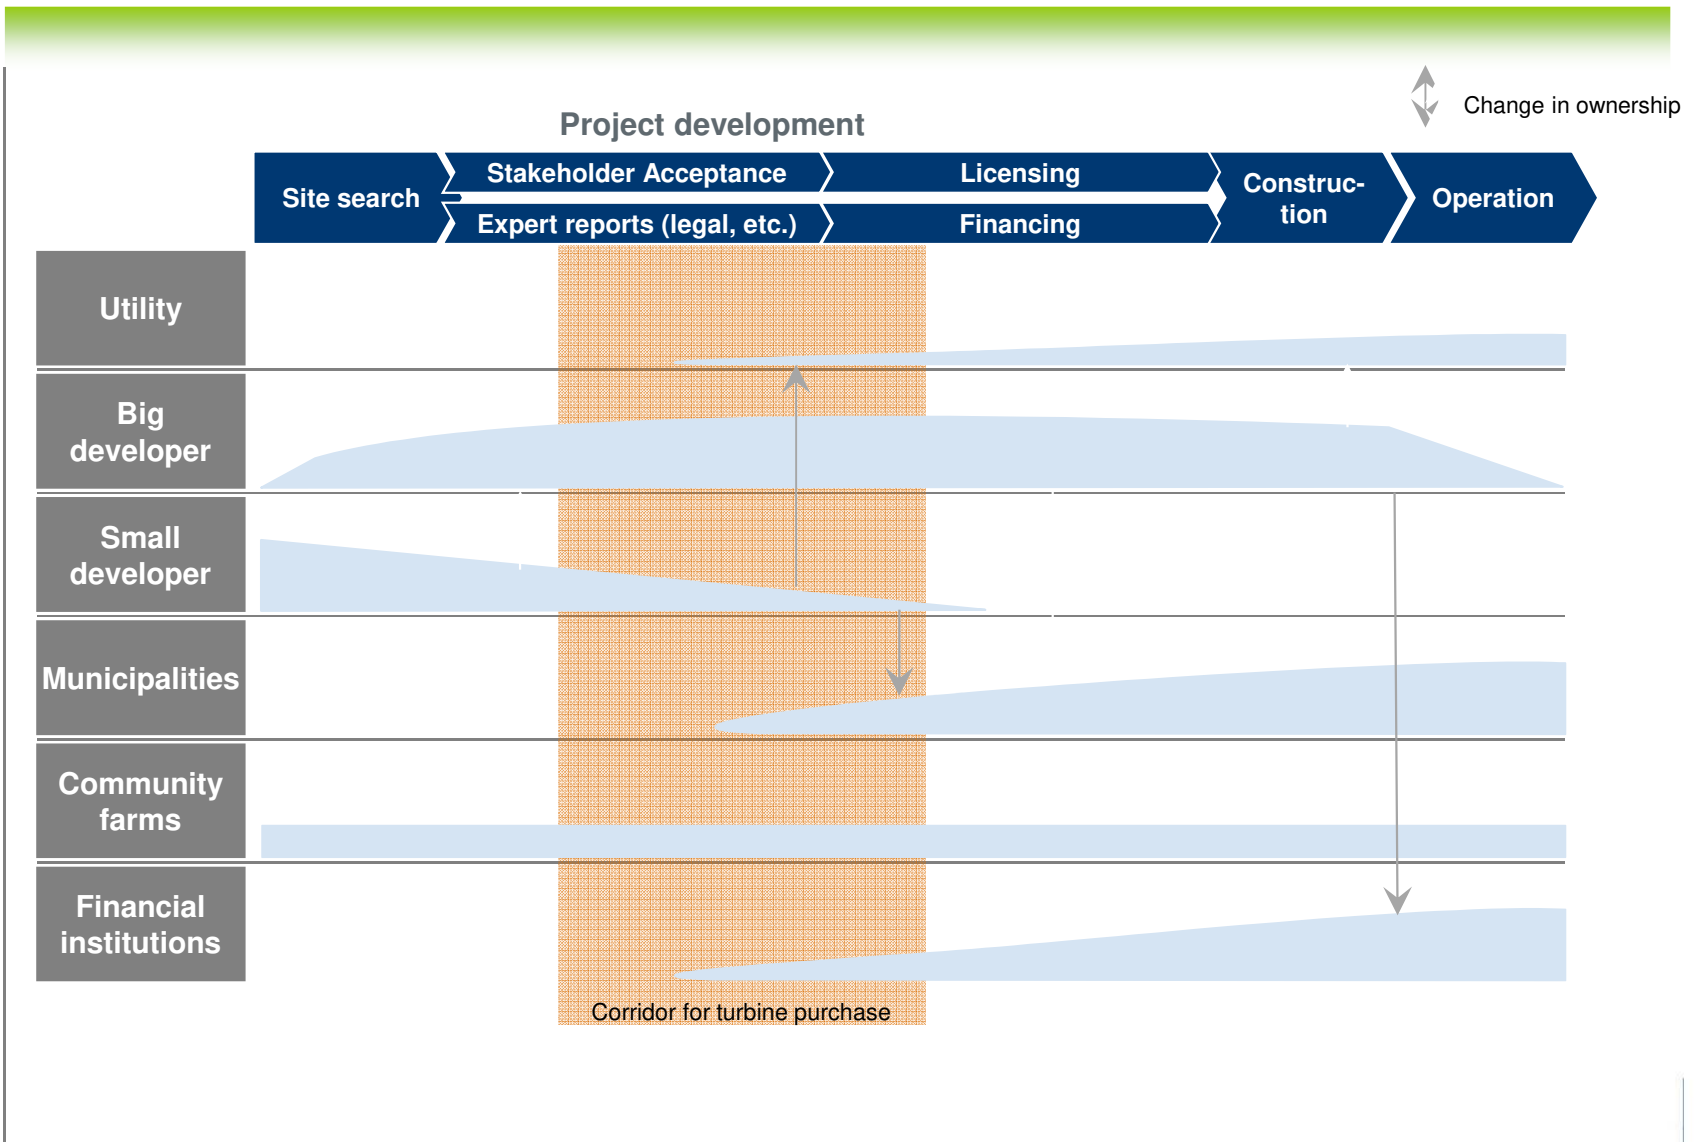 Change in ownership
Project development
Site search
Stakeholder Acceptance
Licensing
Expert reports (legal, etc.)
Financing
Construc-
tion
Operation
Utility
Big
developer
Small
developer
Municipalities
Community
farms
Financial
institutions
Corridor for turbine purchase